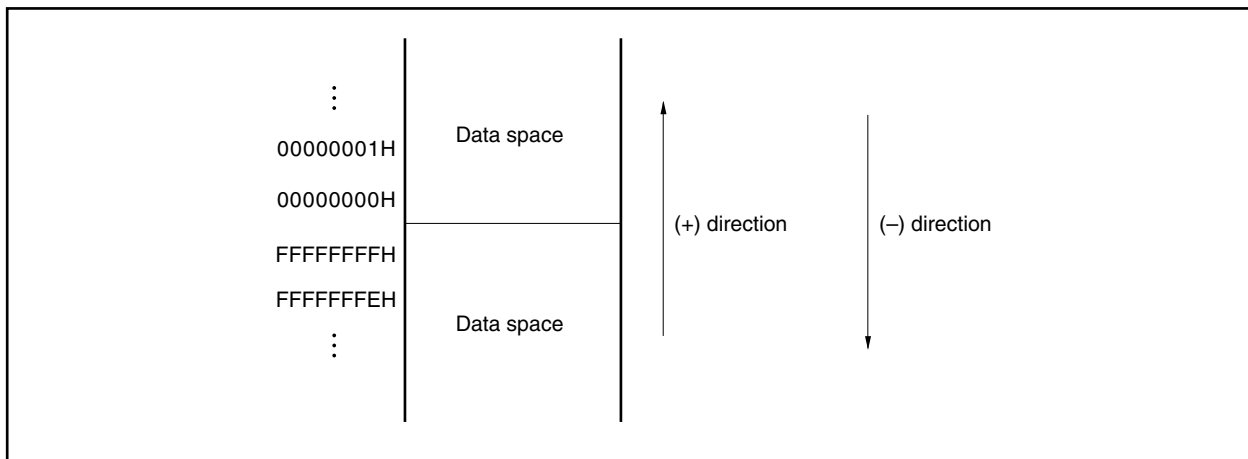 ⋮
00000001H
Data space
00000000H
(+) direction
(–) direction
FFFFFFFFH
FFFFFFFEH
Data space
⋮